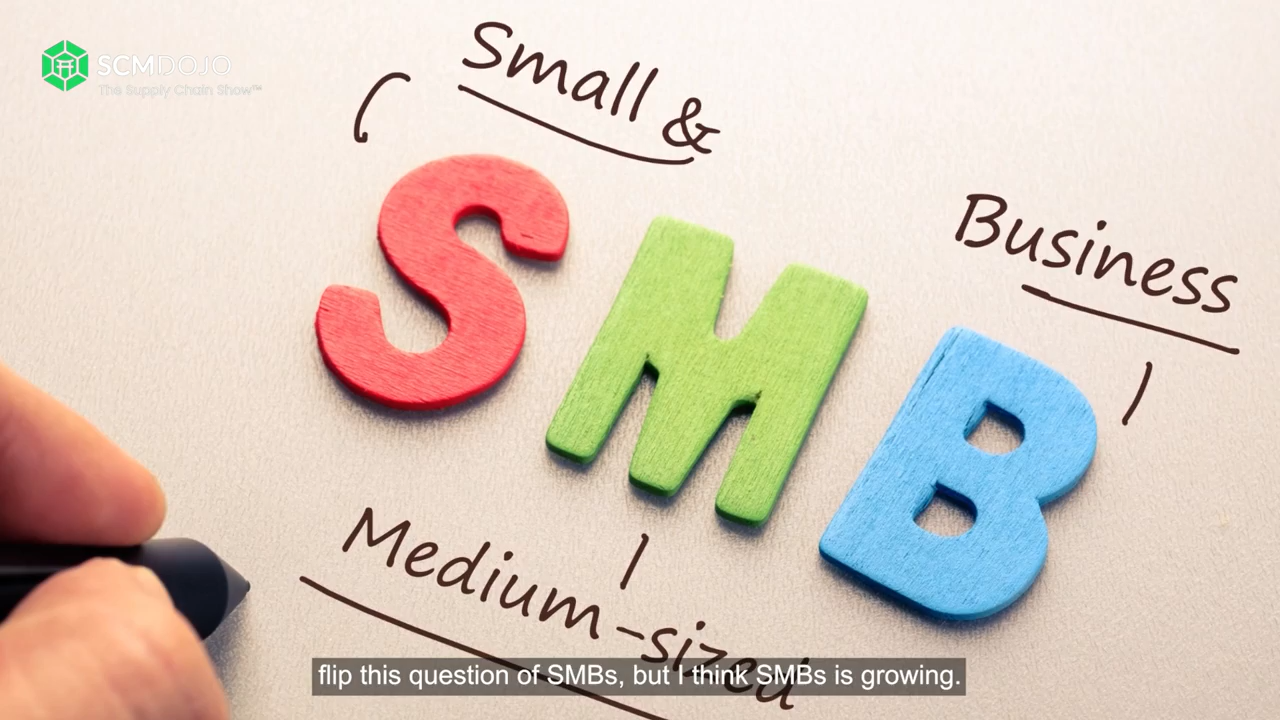 SCMDOJO
The Supply Chain Show™
Small &
SMB
Business
Medium-sized
flip this question of SMBs, but I think SMBs is growing.